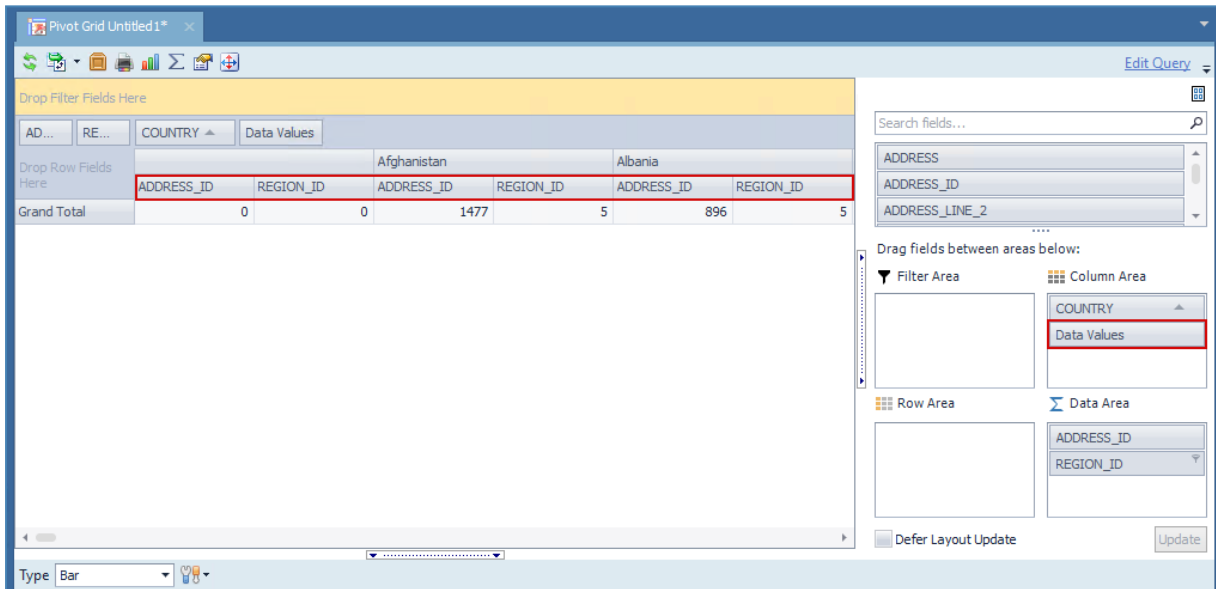 Pivot Grid Untitled1*
Edit Query
Drop Filter Fields Here
AD... RE... COUNTRY Data Values
Drop Row Fields Here
Afghanistan Albania
ADDRESS_ID REGION_ID ADDRESS_ID REGION_ID ADDRESS_ID REGION_ID
Grand Total 0 0 1477 5 896 5
Search fields...
ADDRESS
ADDRESS_ID
ADDRESS_LINE_2
Drag fields between areas below:
Filter Area Column Area
COUNTRY
Data Values
Row Area Data Area
ADDRESS_ID
REGION_ID
Defer Layout Update Update
Type Bar